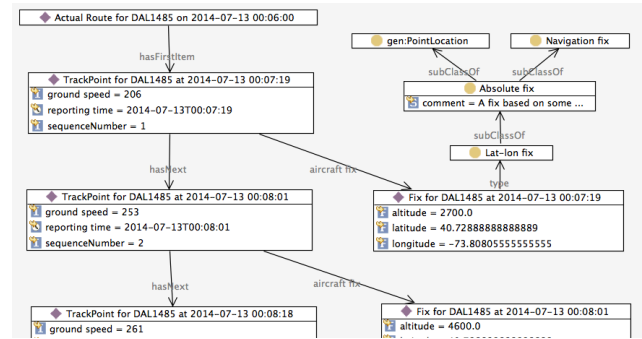 Actual Route for DAL1485 on 2014-07-13 00:06:00
hasFirstItem
gen:PointLocation
Navigation fix
subClassOf
subClassOf
TrackPoint for DAL1485 at 2014-07-13 00:07:19
ground speed = 206
reporting time = 2014-07-13T00:07:19
sequenceNumber = 1
Absolute fix
comment = A fix based on some ...
subClassOf
Lat-lon fix
hasNext
aircraft fix
type
TrackPoint for DAL1485 at 2014-07-13 00:08:01
ground speed = 253
reporting time = 2014-07-13T00:08:01
sequenceNumber = 2
Fix for DAL1485 at 2014-07-13 00:07:19
altitude = 2700.0
latitude = 40.72888888888889
longitude = -73.80805555555555
hasNext
aircraft fix
TrackPoint for DAL1485 at 2014-07-13 00:08:18
ground speed = 261
Fix for DAL1485 at 2014-07-13 00:08:01
altitude = 4600.0